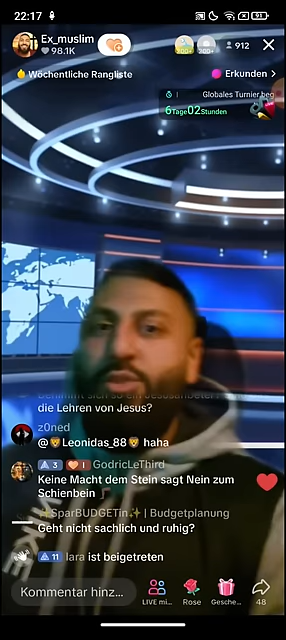 22:17
91
Ex_muslim
98.1K
912
Wöchentliche Rangliste
Erkunden >
Globales Turnier beg
6Tage02Stunden
die Lehren von Jesus?
z0ned
@🦁Leonidas_88🦁 haha
3 1 GodricLeThird
Keine Macht dem Stein sagt Nein zum
Schienbein
✨SparBUDGETin✨ | Budgetplanung
Geht nicht sachlich und ruhig?
11 lara ist beigetreten
Kommentar hinz...
LIVE mi...
Rose
Gesche...
48